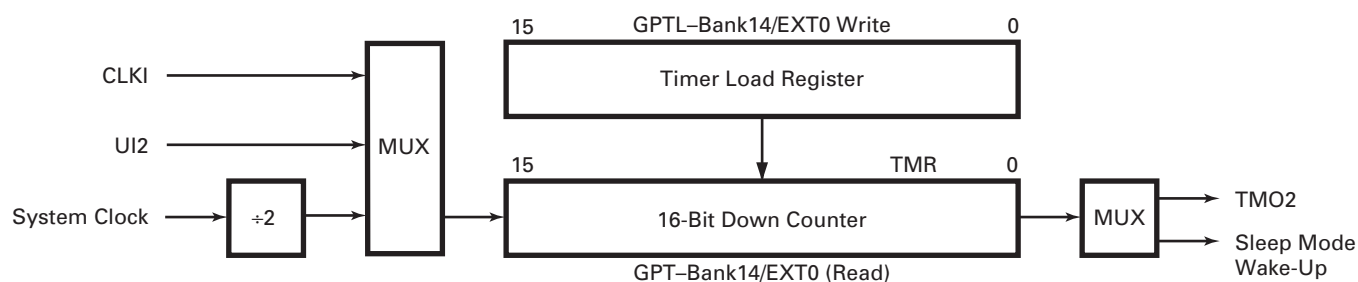 15 GPTL–Bank14/EXT0 Write 0
CLKI
Timer Load Register
UI2
MUX
15 TMR 0
System Clock
÷2
16-Bit Down Counter
MUX
TMO2
Sleep Mode
Wake-Up
GPT–Bank14/EXT0 (Read)